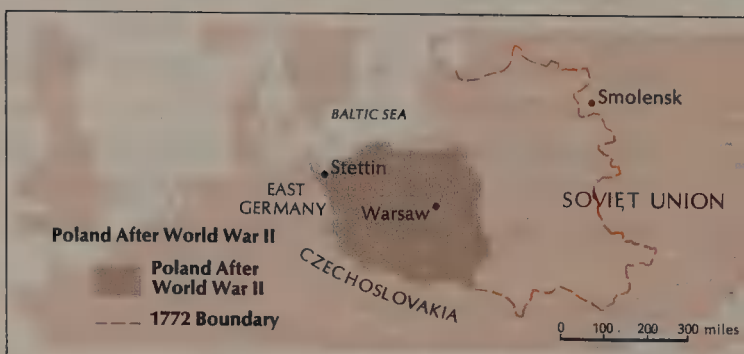 Smolensk
BALTIC SEA
Stettin
EAST
GERMANY
SOVIET UNION
Warsaw
Poland After World War II
CZECHOSLOVAKIA
Poland After
World War II
1772 Boundary
0 100 200 300 miles